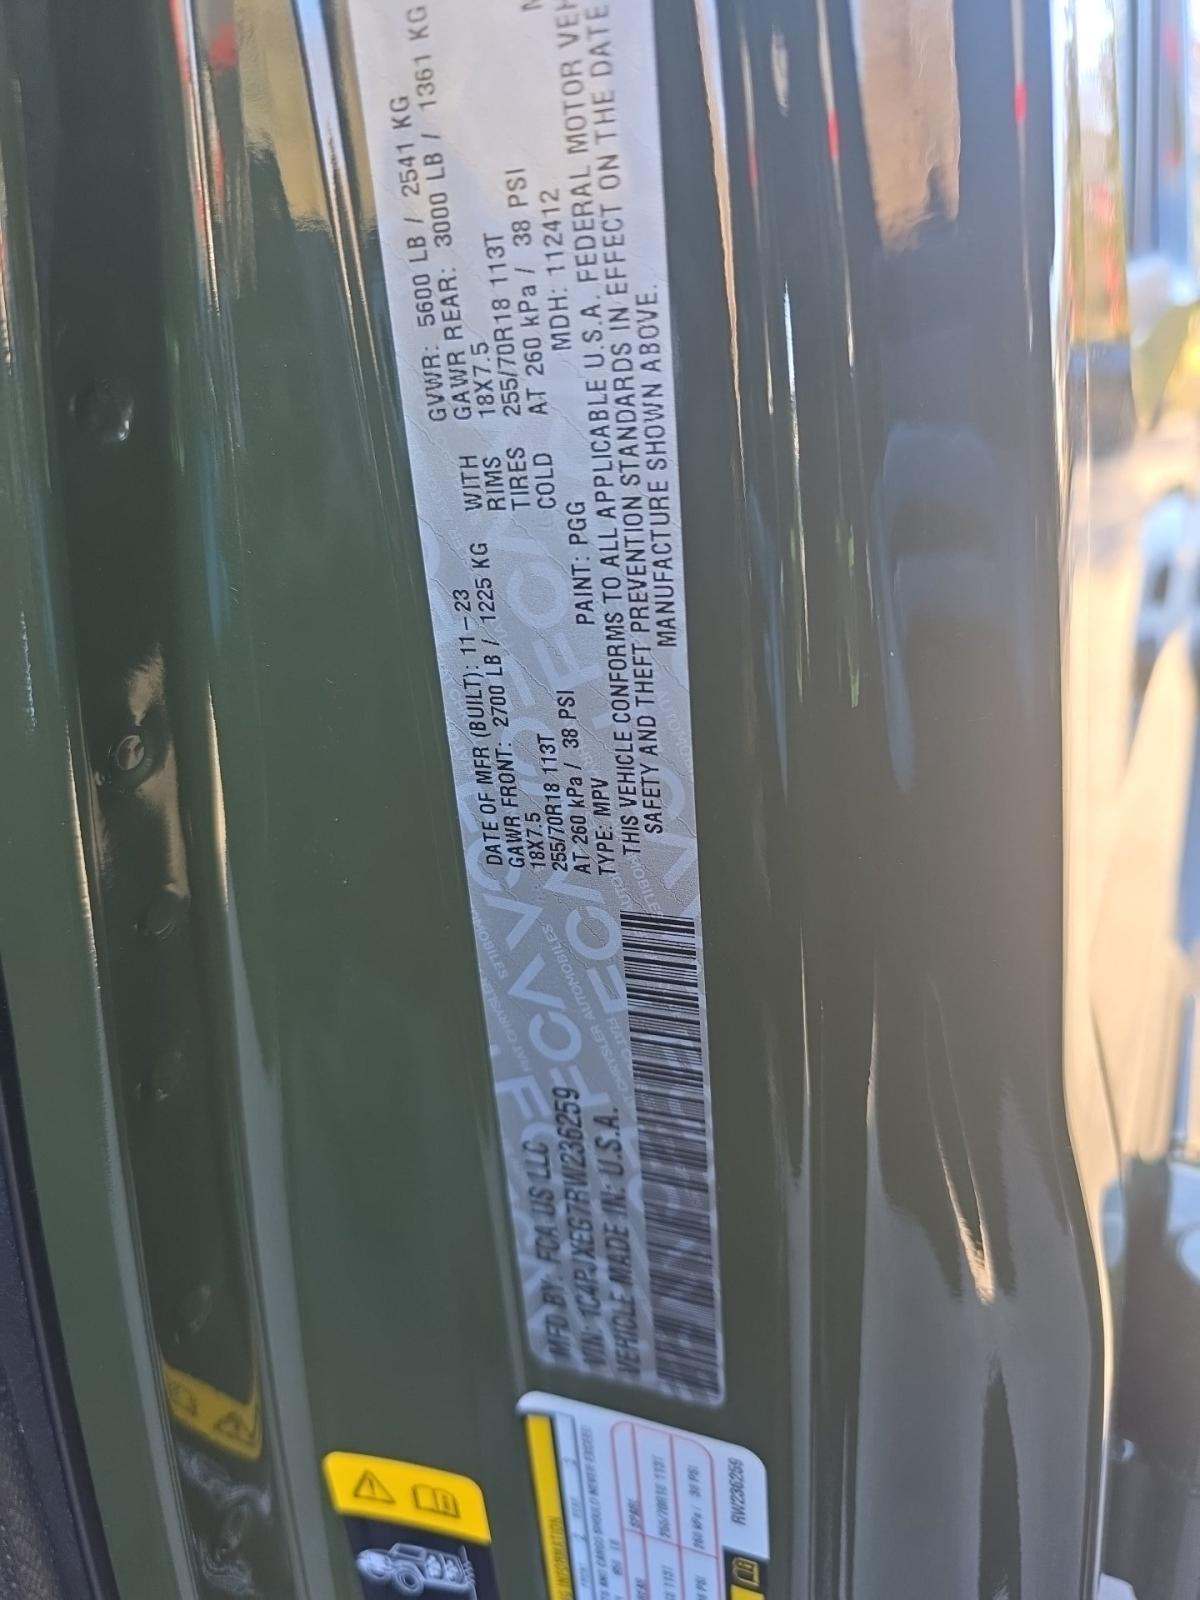 MFD BY: FCA US LLC
DATE OF MFR (BUILT): 11-23
GVWR: 5600 LB / 2541 KG
GAWR FRONT: 2700 LB / 1225 KG WITH
GAWR REAR: 3000 LB / 1361 KG
18X7.5 RIMS 18X7.5
255/70R18 113T TIRES 255/70R18 113T
AT 260 kPa / 38 PSI COLD AT 260 kPa / 38 PSI
VIN: 1C4PJXEG7RW236259
TYPE: MPV PAINT: PGG MDH: 112412
VEHICLE MADE IN: U.S.A.
THIS VEHICLE CONFORMS TO ALL APPLICABLE U.S.A. FEDERAL MOTOR VEH
SAFETY AND THEFT PREVENTION STANDARDS IN EFFECT ON THE DATE
MANUFACTURE SHOWN ABOVE.
INFORMATION
RW236259